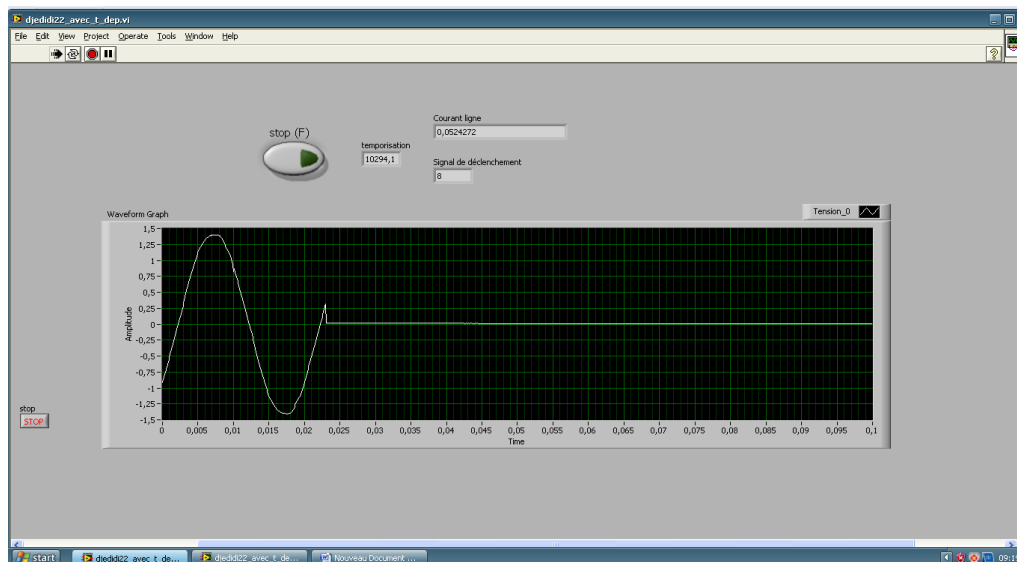 djedidi22_avec_t_dep.vi
File Edit View Project Operate Tools Window Help
stop (F)
temporisation
10294,1
Courant ligne
0,0524272
Signal de déclenchement
8
Waveform Graph
Tension_0
Amplitude
1,5
1,25
1
0,75
0,5
0,25
0
-0,25
-0,5
-0,75
-1
-1,25
-1,5
0 0,005 0,01 0,015 0,02 0,025 0,03 0,035 0,04 0,045 0,05 0,055 0,06 0,065 0,07 0,075 0,08 0,085 0,09 0,095 0,1
Time
stop
STOP
start djedidi22_avec_t_de... djedidi22_avec_t_de... Nouveau Document ...